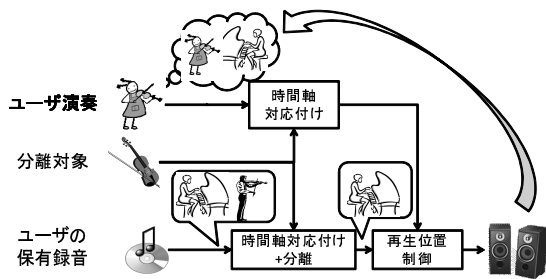 ユーザ演奏
時間軸
対応付け
分離対象
ユーザの
保有録音
時間軸対応付け
+分離
再生位置
制御